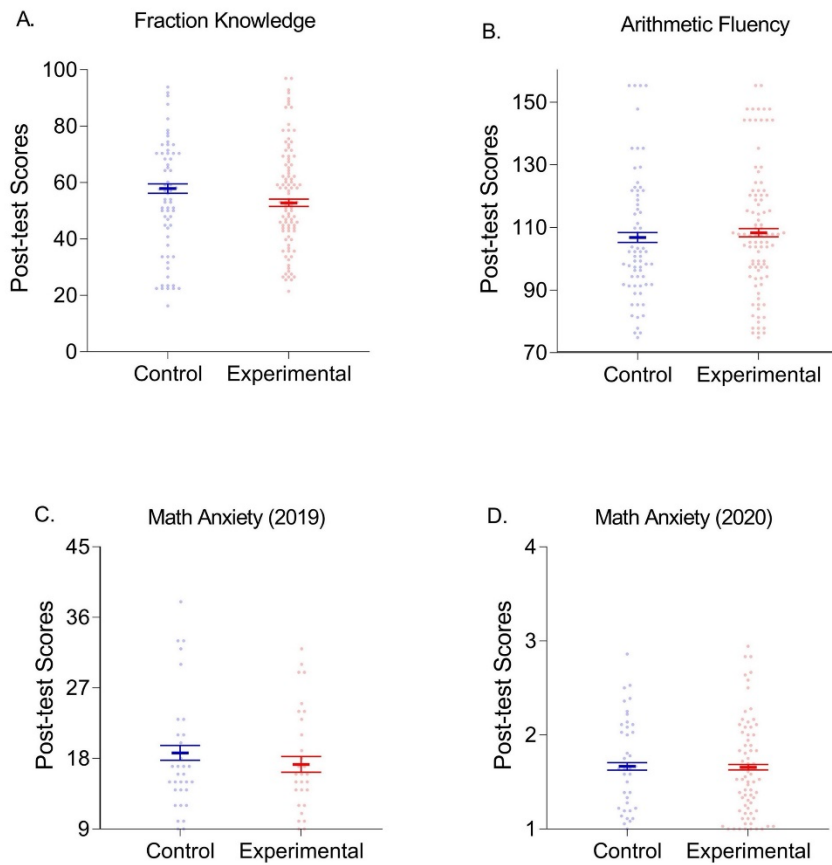 A.
Fraction Knowledge
Post-test Scores
100
80
60
40
20
0
Control Experimental
B.
Arithmetic Fluency
Post-test Scores
150
130
110
90
70
Control Experimental
C.
Math Anxiety (2019)
Post-test Scores
45
36
27
18
9
Control Experimental
D.
Math Anxiety (2020)
Post-test Scores
4
3
2
1
Control Experimental